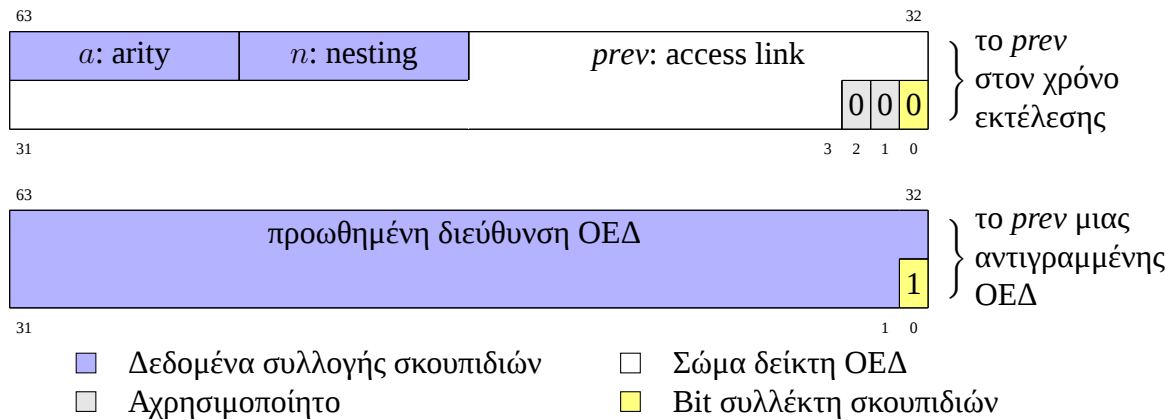 63 32
a: arity n: nesting prev: access link
0 0 0
31 3 2 1 0
το prev
στον χρόνο
εκτέλεσης
63 32
προωθημένη διεύθυνση ΟΕΔ
1
31 1 0
το prev μιας
αντιγραμμένης
ΟΕΔ
Δεδομένα συλλογής σκουπιδιών Σώμα δείκτη ΟΕΔ
Αχρησιμοποίητο Bit συλλέκτη σκουπιδιών